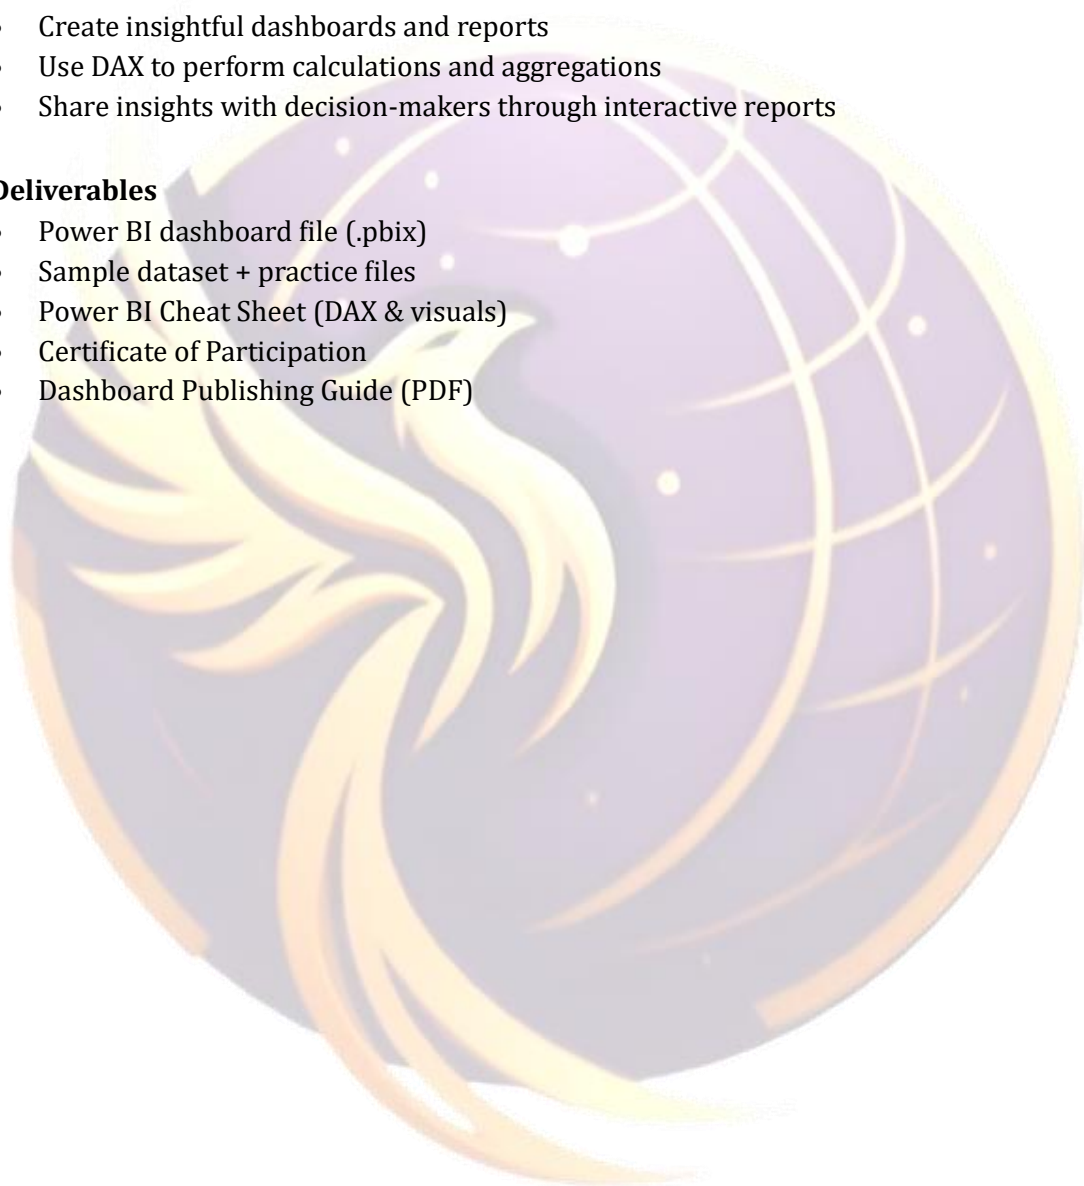 • Create insightful dashboards and reports
• Use DAX to perform calculations and aggregations
• Share insights with decision-makers through interactive reports
Deliverables
• Power BI dashboard file (.pbix)
• Sample dataset + practice files
• Power BI Cheat Sheet (DAX & visuals)
• Certificate of Participation
• Dashboard Publishing Guide (PDF)